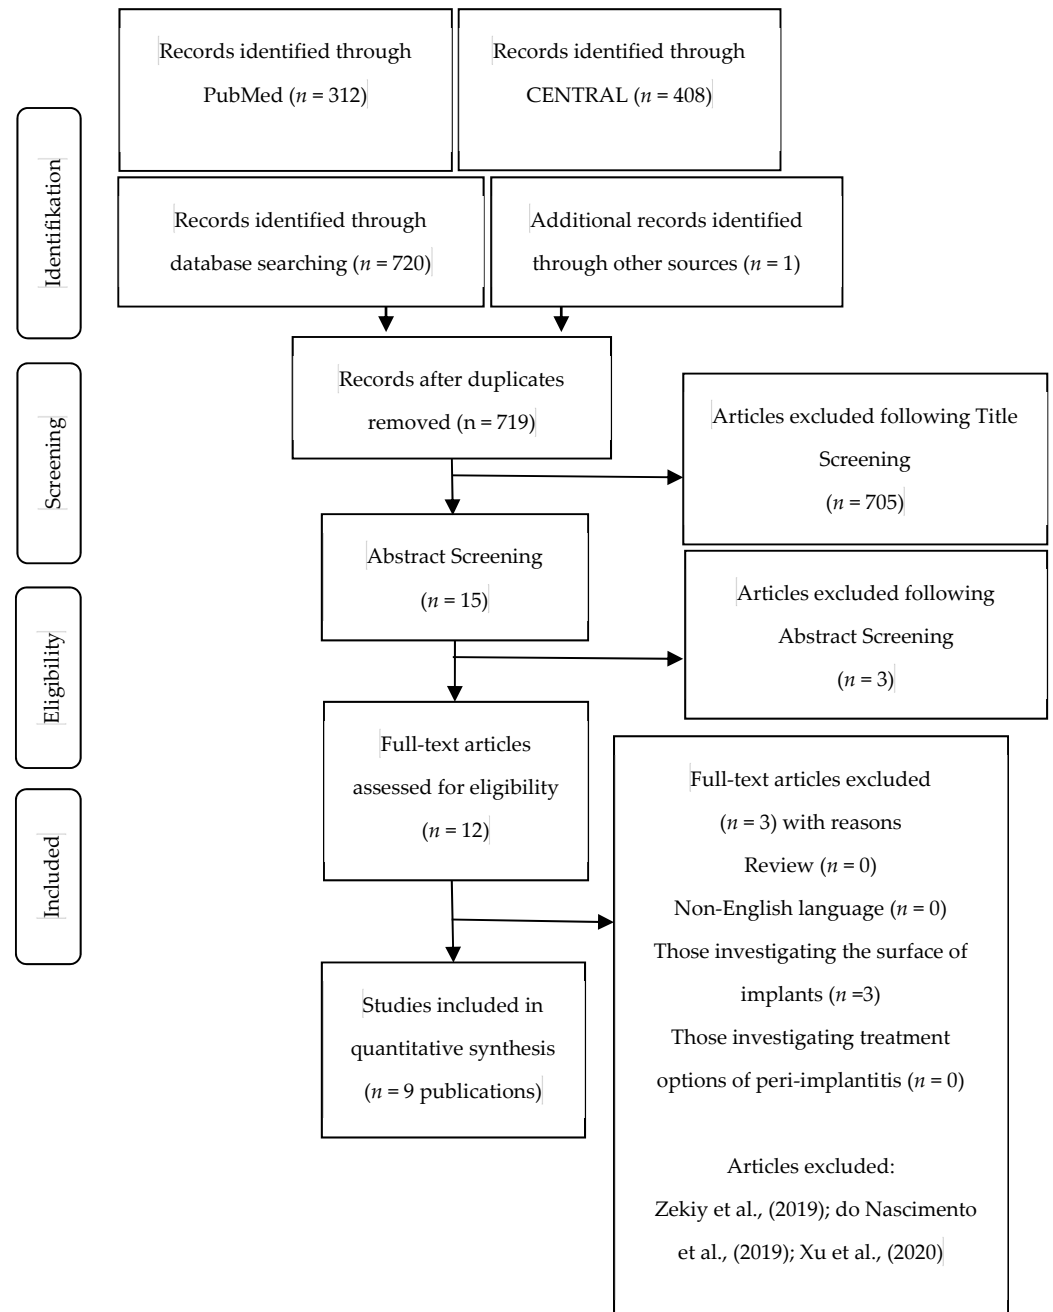 Records identified through
PubMed (n = 312)
Records identified through
CENTRAL (n = 408)
Identifikation
Records identified through
database searching (n = 720)
Additional records identified
through other sources (n = 1)
Records after duplicates
removed (n = 719)
Screening
Articles excluded following Title
Screening
(n = 705)
Abstract Screening
(n = 15)
Articles excluded following
Abstract Screening
(n = 3)
Eligibility
Full-text articles
assessed for eligibility
(n = 12)
Full-text articles excluded
(n = 3) with reasons
Review (n = 0)
Non-English language (n = 0)
Those investigating the surface of
implants (n =3)
Those investigating treatment
options of peri-implantitis (n = 0)
Articles excluded:
Zekiy et al., (2019); do Nascimento
et al., (2019); Xu et al., (2020)
Included
Studies included in
quantitative synthesis
(n = 9 publications)